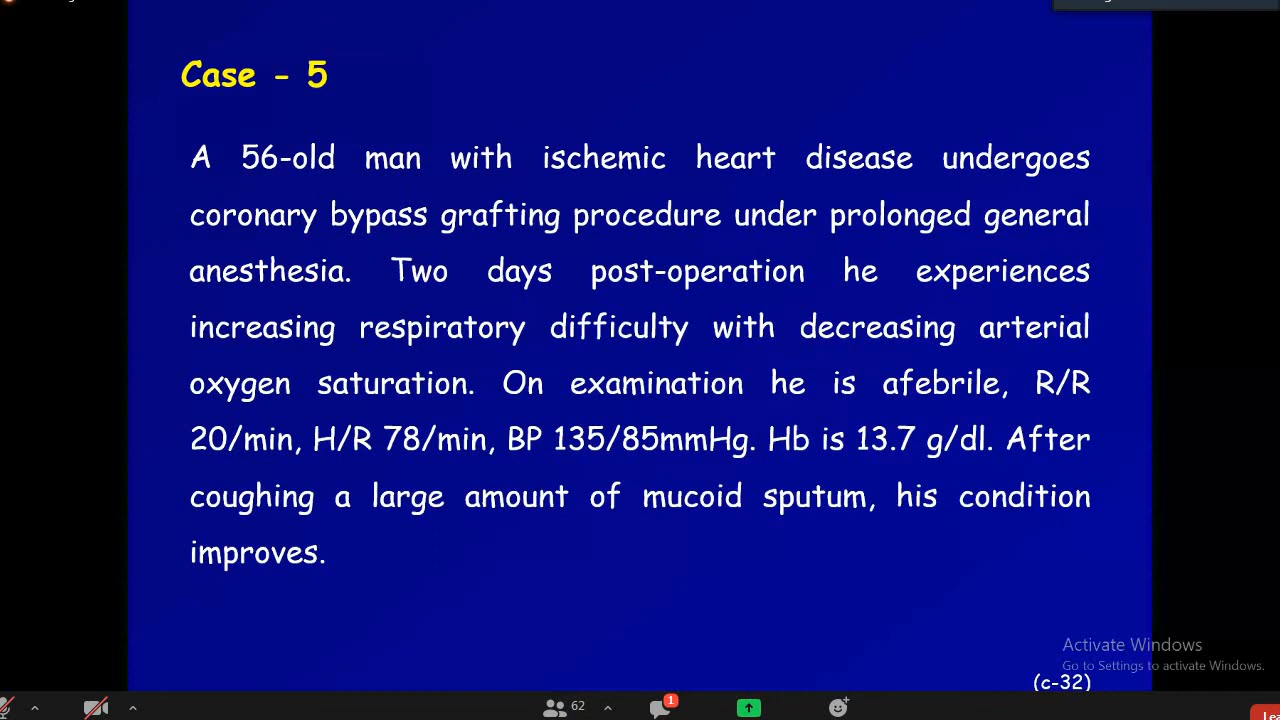 Case - 5
A 56-old man with ischemic heart disease undergoes
coronary bypass grafting procedure under prolonged general
anesthesia. Two days post-operation he experiences
increasing respiratory difficulty with decreasing arterial
oxygen saturation. On examination he is afebrile, R/R
20/min, H/R 78/min, BP 135/85mmHg. Hb is 13.7 g/dl. After
coughing a large amount of mucoid sputum, his condition
improves.
Activate Windows
Go to Settings to activate Windows.
(c-32)
62
1